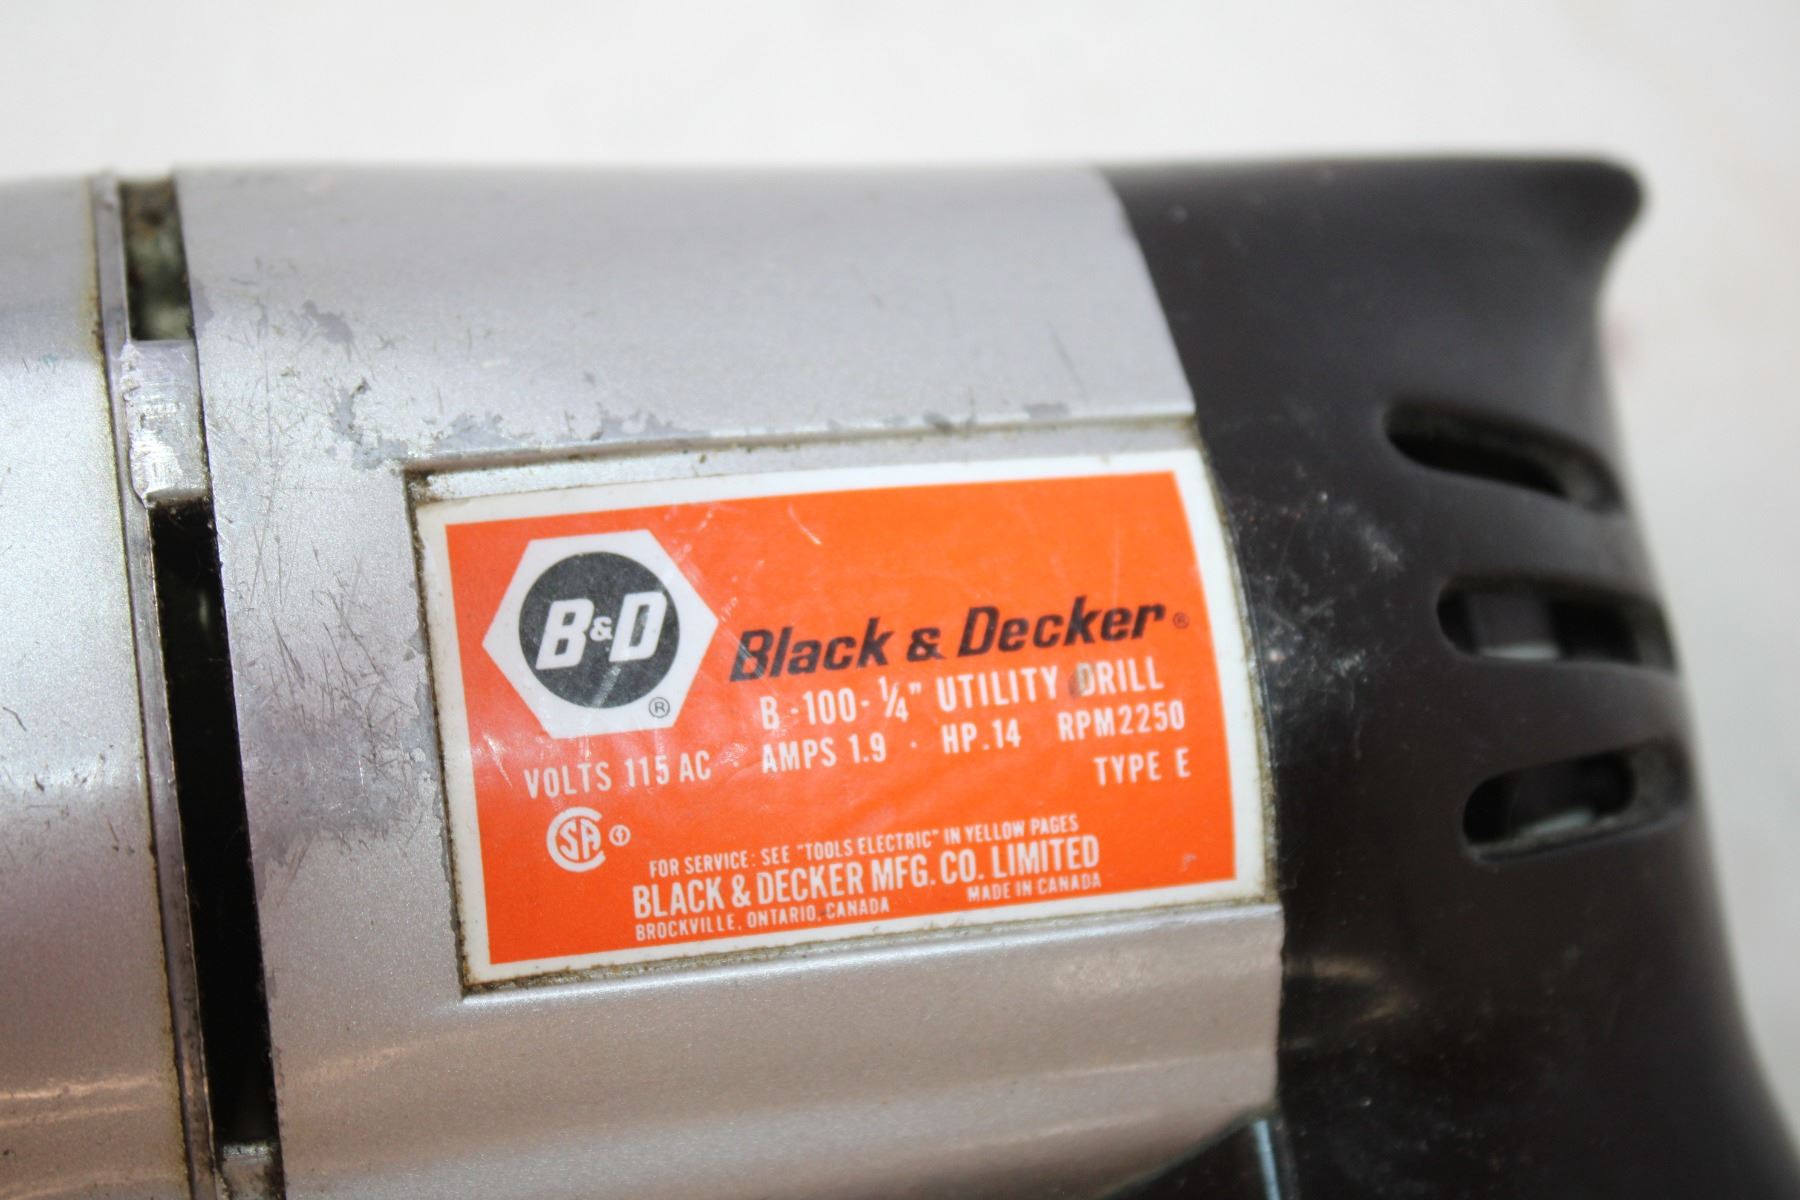 B&D ®
Black & Decker®
B-100-¼" UTILITY DRILL
VOLTS 115 AC · AMPS 1.9 · HP.14 RPM2250
TYPE E
CSA
FOR SERVICE: SEE "TOOLS ELECTRIC" IN YELLOW PAGES
BLACK & DECKER MFG. CO. LIMITED
BROCKVILLE, ONTARIO, CANADA MADE IN CANADA